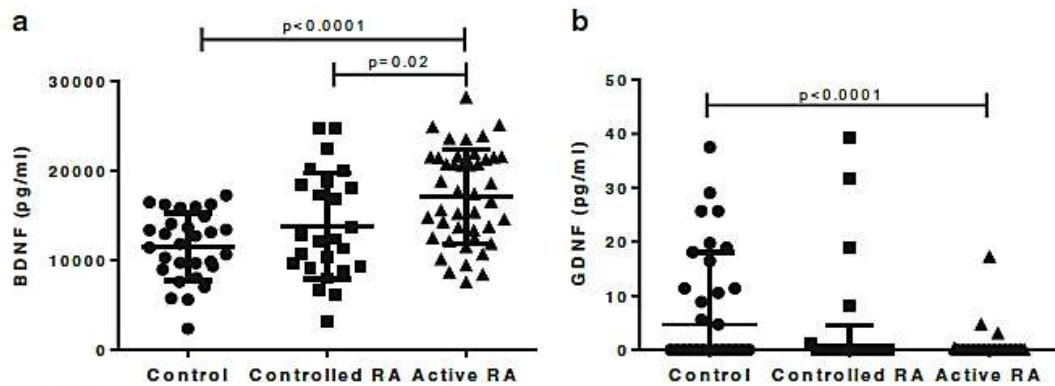 a
p<0.0001
p=0.02
BDNF (pg/ml)
30000
20000
10000
0
Control Controlled RA Active RA
b
p<0.0001
GDNF (pg/ml)
50
40
30
20
10
0
Control Controlled RA Active RA